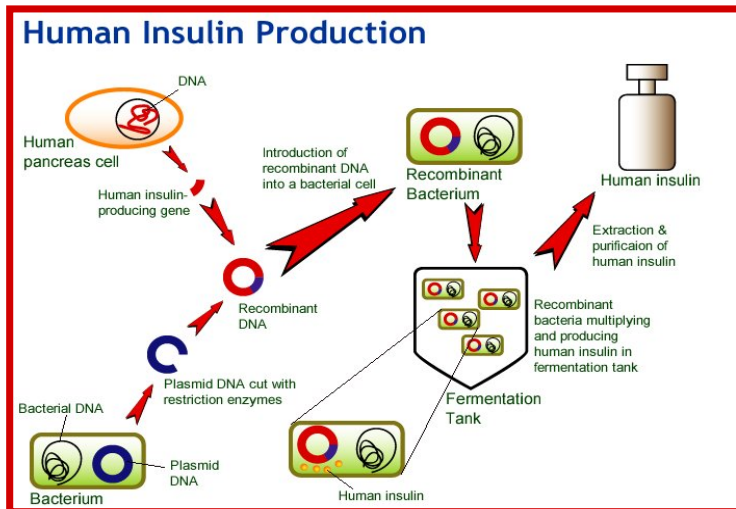 Human Insulin Production
DNA
Human
pancreas cell
Human insulin-
producing gene
Introduction of
recombinant DNA
into a bacterial cell
Recombinant
Bacterium
Human insulin
Extraction &
purificaion of
human insulin
Recombinant
DNA
Recombinant
bacteria multiplying
and producing
human insulin in
fermentation tank
Plasmid DNA cut with
restriction enzymes
Fermentation
Tank
Bacterial DNA
Plasmid
DNA
Bacterium
Human insulin